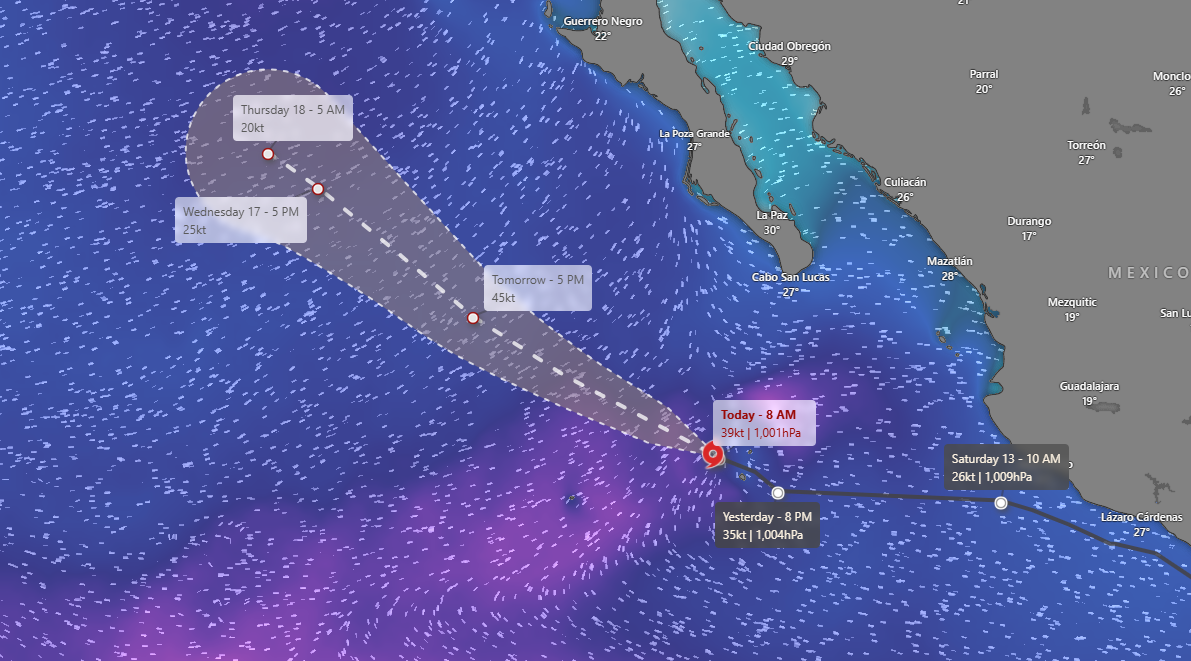 21°
Guerrero Negro
22°
Ciudad Obregón
29°
Parral
20°
Monclo
26°
Thursday 18 - 5 AM
20kt
La Poza Grande
27°
Torreón
27°
Culiacán
26°
Wednesday 17 - 5 PM
25kt
La Paz
30°
Durango
17°
Mazatlán
28°
MEXICO
Tomorrow - 5 PM
45kt
Cabo San Lucas
27°
Mezquitic
19°
San Lu
Guadalajara
19°
Today - 8 AM
39kt | 1,001hPa
Saturday 13 - 10 AM
26kt | 1,009hPa
Yesterday - 8 PM
35kt | 1,004hPa
Lázaro Cárdenas
27°